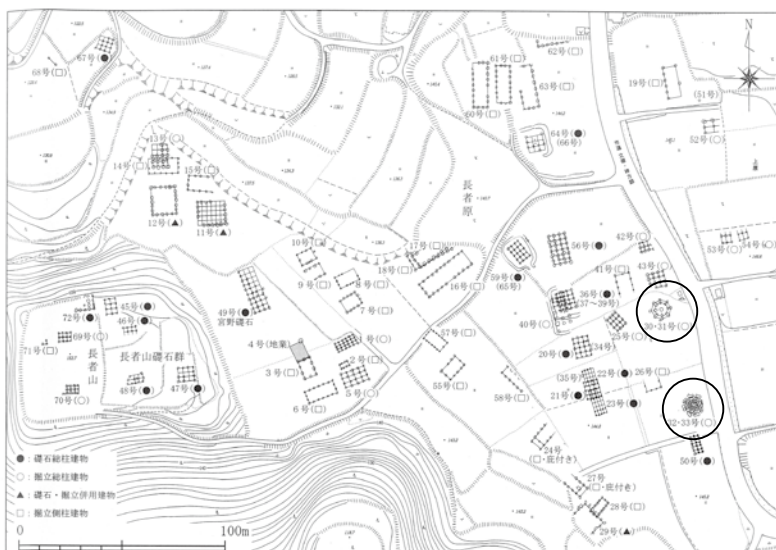 N
67号(●)
68号(□)
61号(□)
62号(□)
63号(□)
60号(□)
19号(□)
(51号)
52号(○)
64号(●)
(66号)
13号(○)
14号(□)
15号(□)
12号(▲)
11号(▲)
長者原
10号(□)
9号(□)
8号(□)
7号(□)
17号(□)
18号(□)
16号(□)
59号(●)
(65号)
56号(●)
42号(○)
43号(○)
41号(□)
53号(○)
54号(○)
36号(●)
(37~39号)
40号(○)
30・31号(○)
25号(○)
49号(●)
宮野礎石
72号(●)
45号(●)
46号(●)
69号(○)
71号(□)
長者山
長者山礎石群
70号(○)
48号(●)
47号(●)
4号(地業)
1号(○)
2号(□)
3号(□)
5号(○)
6号(□)
57号(□)
55号(□)
58号(□)
20号(●)
(34号)
22号(●)
(35号)
21号(●)
23号(●)
26号(□)
32・33号(○)
50号(●)
24号
(□・庇付き)
27号
(□・庇付き)
28号(□)
29号(▲)
●:礎石総柱建物
○:掘立総柱建物
▲:礎石・掘立併用建物
□:掘立側柱建物
0 100m